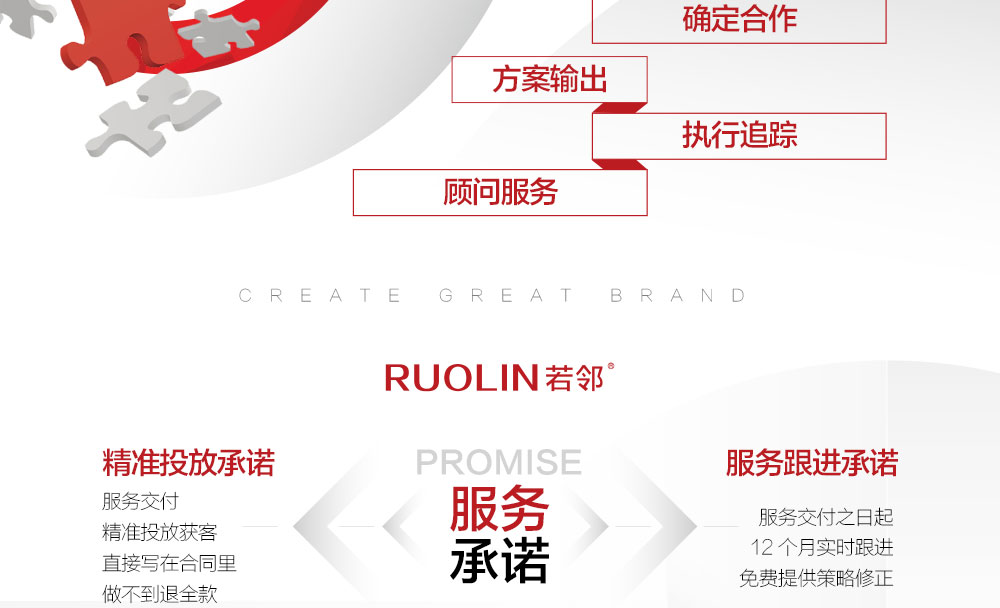 确定合作
方案输出
执行追踪
顾问服务
CREATE GREAT BRAND
RUOLIN若邻®
精准投放承诺
服务交付
精准投放获客
直接写在合同里
做不到退全款
PROMISE
服务
承诺
服务跟进承诺
服务交付之日起
12个月实时跟进
免费提供策略修正